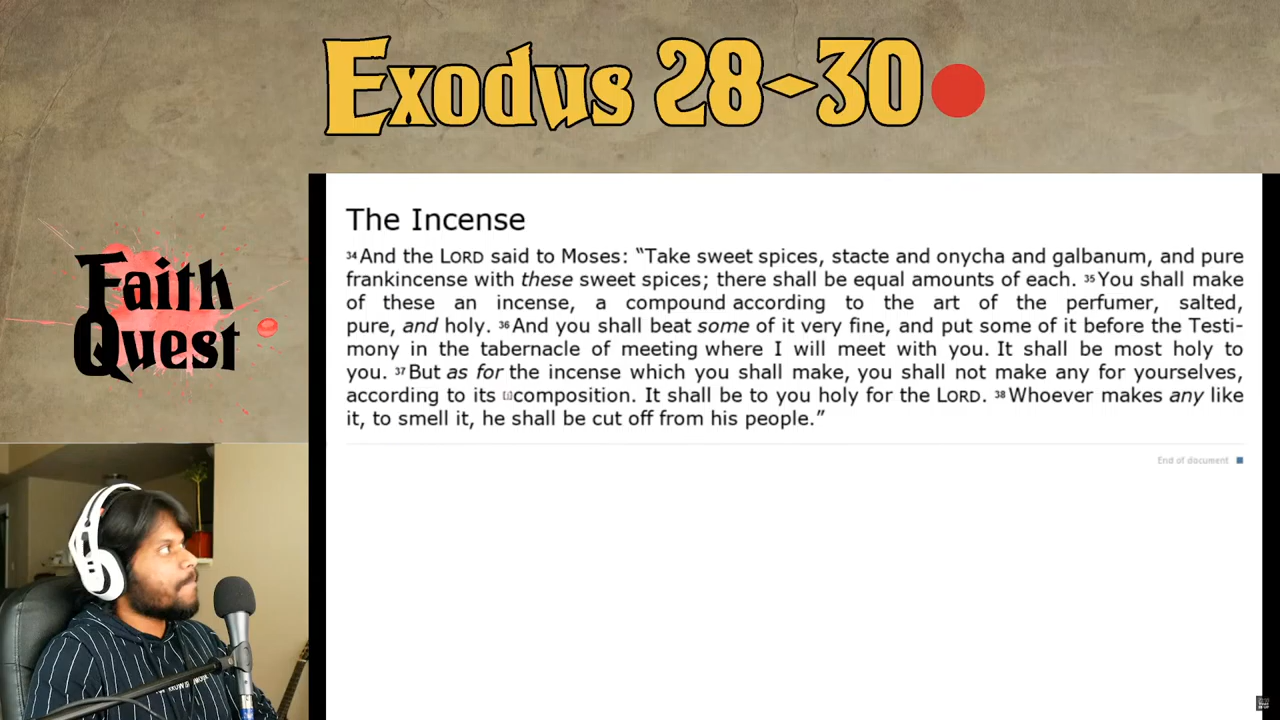 Exodus 28-30
Faith
Quest
The Incense
34 And the LORD said to Moses: “Take sweet spices, stacte and onycha and galbanum, and pure
frankincense with these sweet spices; there shall be equal amounts of each. 35 You shall make
of these an incense, a compound according to the art of the perfumer, salted,
pure, and holy. 36 And you shall beat some of it very fine, and put some of it before the Testi-
mony in the tabernacle of meeting where I will meet with you. It shall be most holy to
you. 37 But as for the incense which you shall make, you shall not make any for yourselves,
according to its composition. It shall be to you holy for the LORD. 38 Whoever makes any like
it, to smell it, he shall be cut off from his people.”
End of document